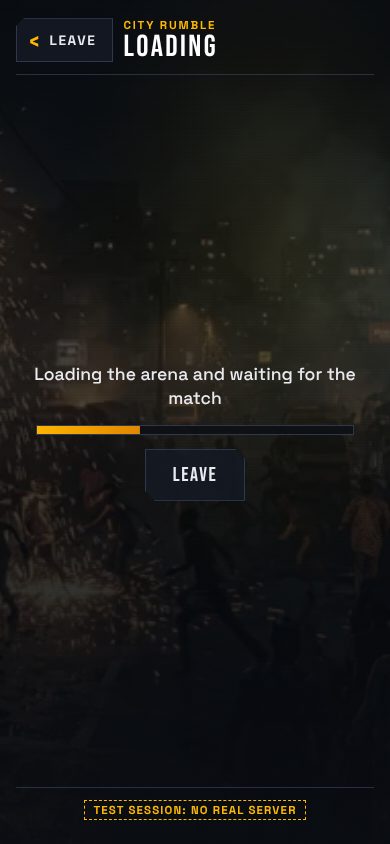 < LEAVE
CITY RUMBLE
LOADING
Loading the arena and waiting for the
match
LEAVE
TEST SESSION: NO REAL SERVER